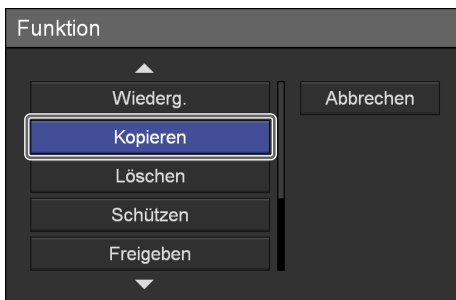 Funktion
Wiederg.
Abbrechen
Kopieren
Löschen
Schützen
Freigeben